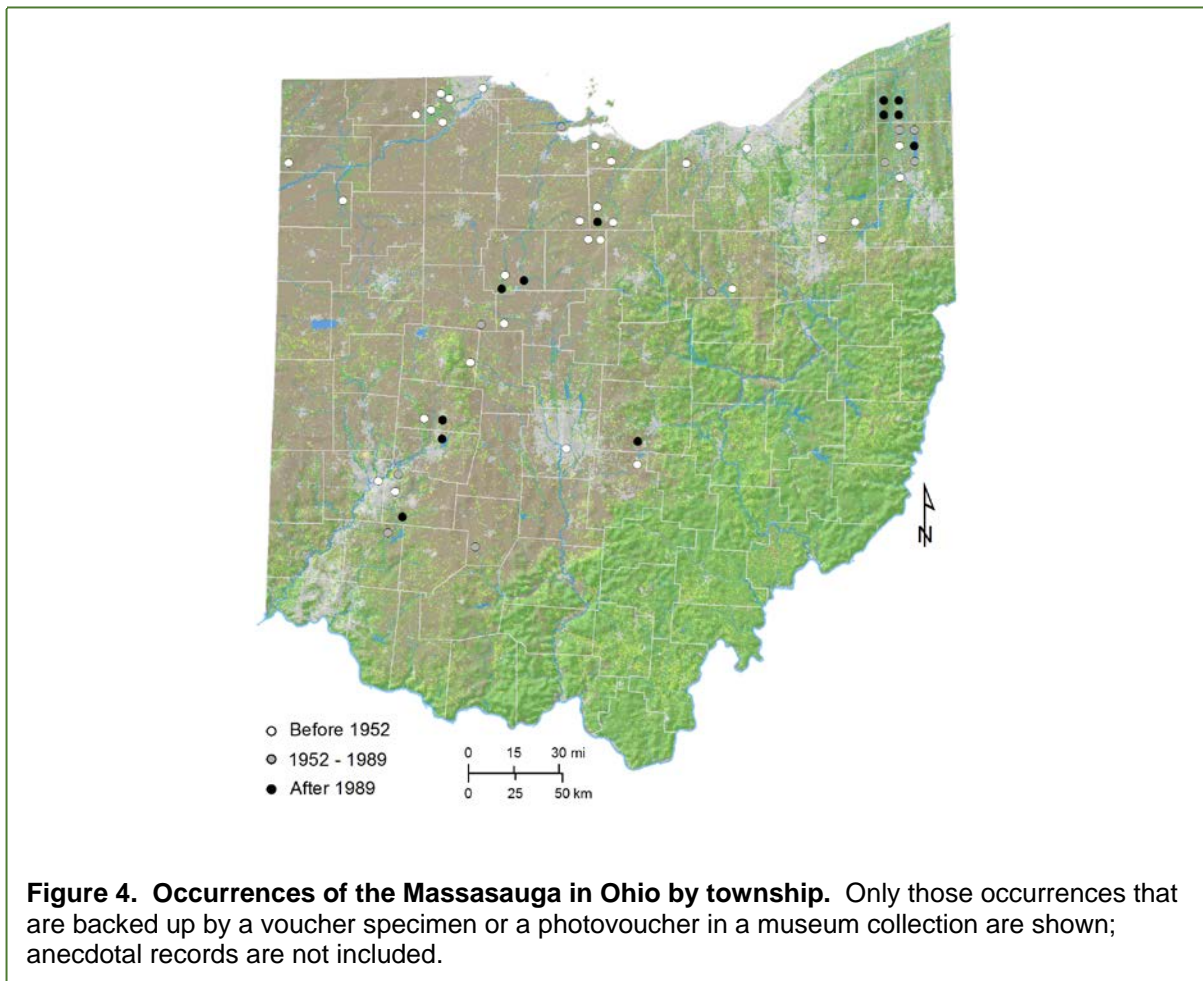 N
Before 1952
1952 - 1989
After 1989
0 15 30 mi
0 25 50 km
Figure 4. Occurrences of the Massasauga in Ohio by township. Only those occurrences that
are backed up by a voucher specimen or a photovoucher in a museum collection are shown;
anecdotal records are not included.